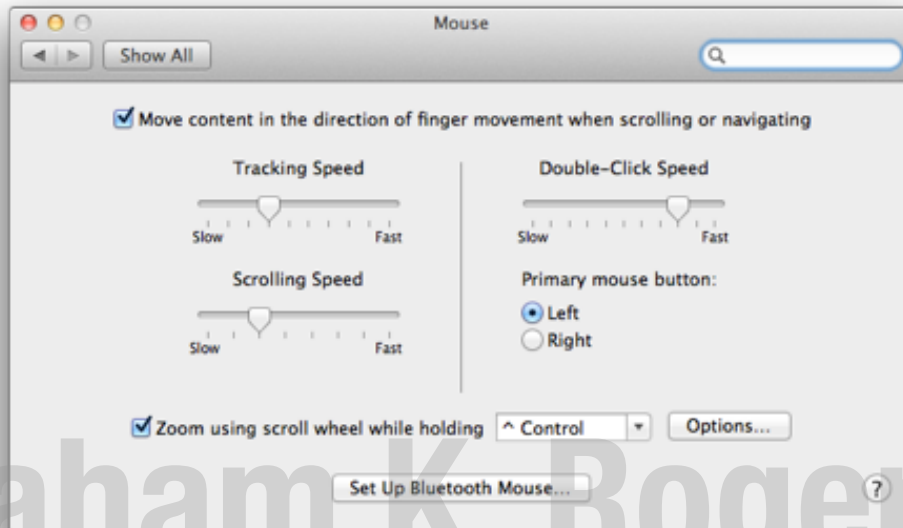 Mouse
Show All
Move content in the direction of finger movement when scrolling or navigating
Tracking Speed
Slow Fast
Double-Click Speed
Slow Fast
Scrolling Speed
Slow Fast
Primary mouse button:
Left
Right
Zoom using scroll wheel while holding ^ Control Options...
Set Up Bluetooth Mouse... ?
aham K. Roger